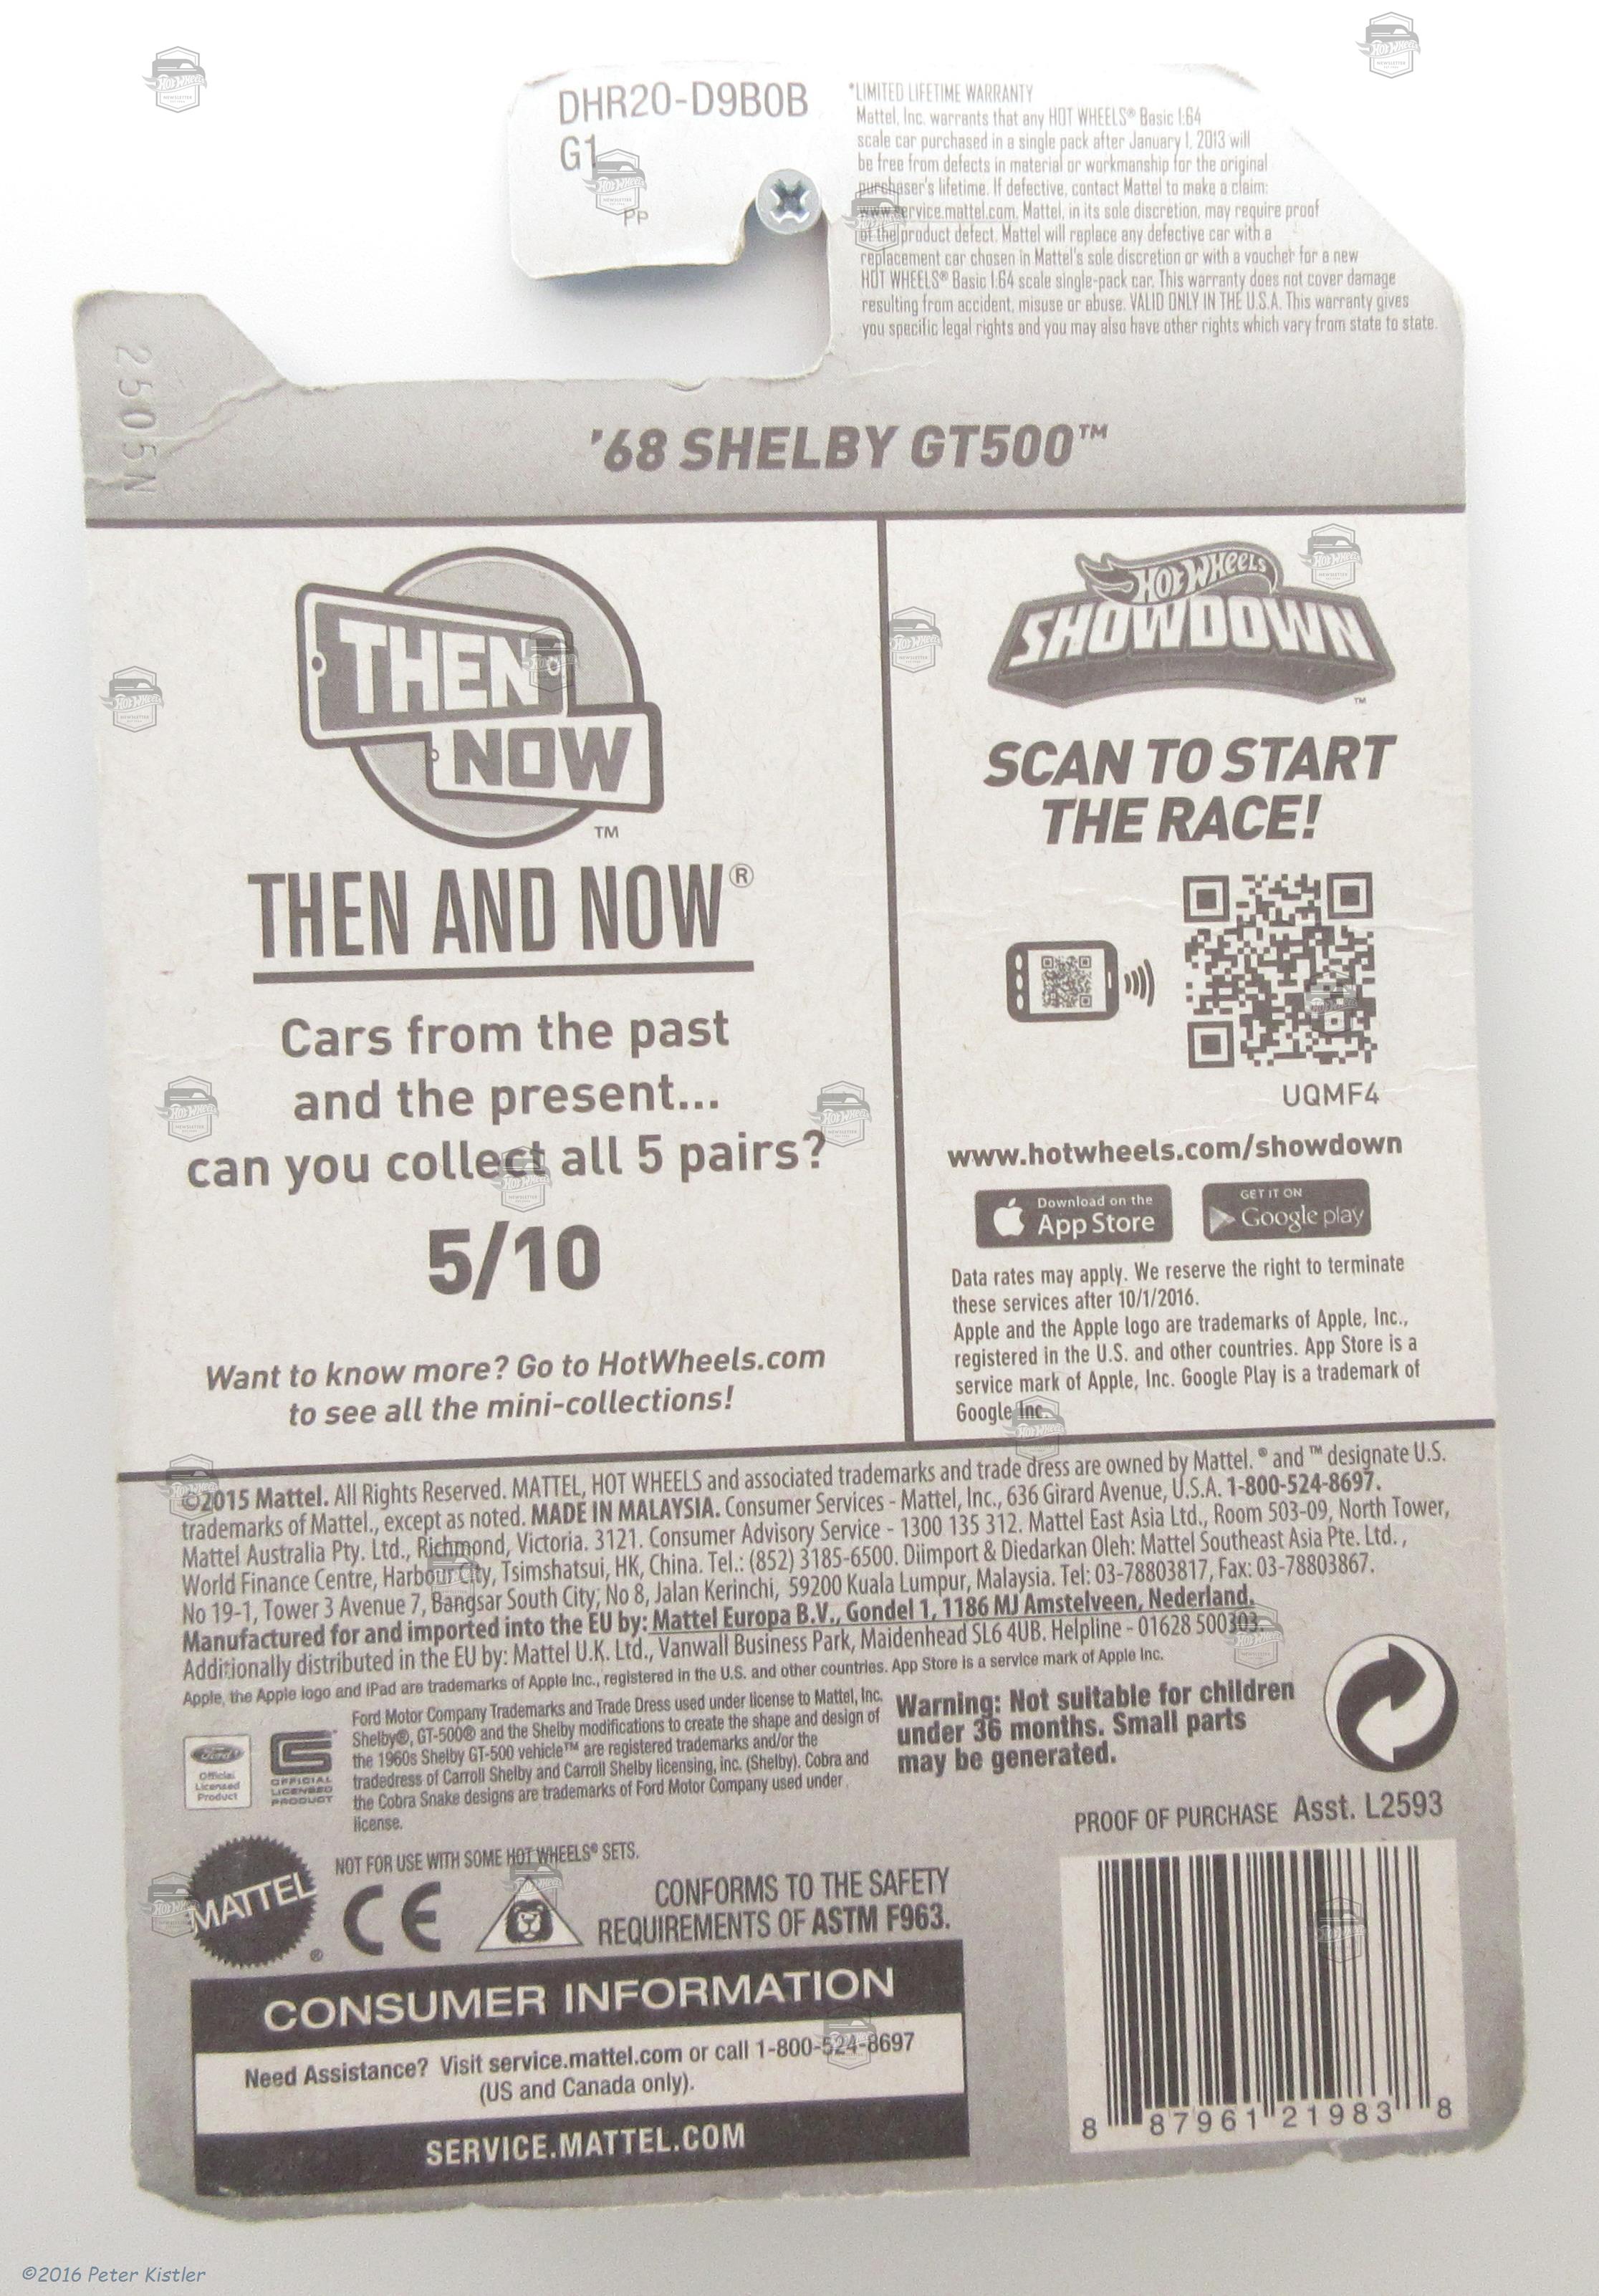 DHR20-D9B0B
G1
PP
*LIMITED LIFETIME WARRANTY
Mattel, Inc. warrants that any HOT WHEELS® Basic 1:64
scale car purchased in a single pack after January 1, 2013 will
be free from defects in material or workmanship for the original
purchaser's lifetime. If defective, contact Mattel to make a claim:
www.service.mattel.com. Mattel, in its sole discretion, may require proof
of the product defect. Mattel will replace any defective car with a
replacement car chosen in Mattel's sole discretion or with a voucher for a new
HOT WHEELS® Basic 1:64 scale single-pack car. This warranty does not cover damage
resulting from accident, misuse or abuse. VALID ONLY IN THE U.S.A. This warranty gives
you specific legal rights and you may also have other rights which vary from state to state.
2505N
'68 SHELBY GT500™
THEN
NOW
™
THEN AND NOW®
Cars from the past
and the present...
can you collect all 5 pairs?
5/10
Want to know more? Go to HotWheels.com
to see all the mini-collections!
Hot Wheels
SHOWDOWN
™
SCAN TO START
THE RACE!
UQMF4
www.hotwheels.com/showdown
Download on the
App Store
GET IT ON
Google play
Data rates may apply. We reserve the right to terminate
these services after 10/1/2016.
Apple and the Apple logo are trademarks of Apple, Inc.,
registered in the U.S. and other countries. App Store is a
service mark of Apple, Inc. Google Play is a trademark of
Google Inc.
©2015 Mattel. All Rights Reserved. MATTEL, HOT WHEELS and associated trademarks and trade dress are owned by Mattel. ® and ™ designate U.S.
trademarks of Mattel., except as noted. MADE IN MALAYSIA. Consumer Services - Mattel, Inc., 636 Girard Avenue, U.S.A. 1-800-524-8697.
Mattel Australia Pty. Ltd., Richmond, Victoria. 3121. Consumer Advisory Service - 1300 135 312. Mattel East Asia Ltd., Room 503-09, North Tower,
World Finance Centre, Harbour City, Tsimshatsui, HK, China. Tel.: (852) 3185-6500. Diimport & Diedarkan Oleh: Mattel Southeast Asia Pte. Ltd.,
No 19-1, Tower 3 Avenue 7, Bangsar South City, No 8, Jalan Kerinchi, 59200 Kuala Lumpur, Malaysia. Tel: 03-78803817, Fax: 03-78803867.
Manufactured for and imported into the EU by: Mattel Europa B.V., Gondel 1, 1186 MJ Amstelveen, Nederland.
Additionally distributed in the EU by: Mattel U.K. Ltd., Vanwall Business Park, Maidenhead SL6 4UB. Helpline - 01628 500303.
Apple, the Apple logo and iPad are trademarks of Apple Inc., registered in the U.S. and other countries. App Store is a service mark of Apple Inc.
Ford
Official
Licensed
Product
OFFICIAL
LICENSED
PRODUCT
Ford Motor Company Trademarks and Trade Dress used under license to Mattel, Inc.
Shelby®, GT-500® and the Shelby modifications to create the shape and design of
the 1960s Shelby GT-500 vehicle™ are registered trademarks and/or the
tradedress of Carroll Shelby and Carroll Shelby licensing, inc. (Shelby). Cobra and
the Cobra Snake designs are trademarks of Ford Motor Company used under
license.
Warning: Not suitable for children
under 36 months. Small parts
may be generated.
PROOF OF PURCHASE Asst. L2593
NOT FOR USE WITH SOME HOT WHEELS® SETS.
MATTEL
®
CE
CONFORMS TO THE SAFETY
REQUIREMENTS OF ASTM F963.
CONSUMER INFORMATION
Need Assistance? Visit service.mattel.com or call 1-800-524-8697
(US and Canada only).
SERVICE.MATTEL.COM
8 87961 21983 8
©2016 Peter Kistler